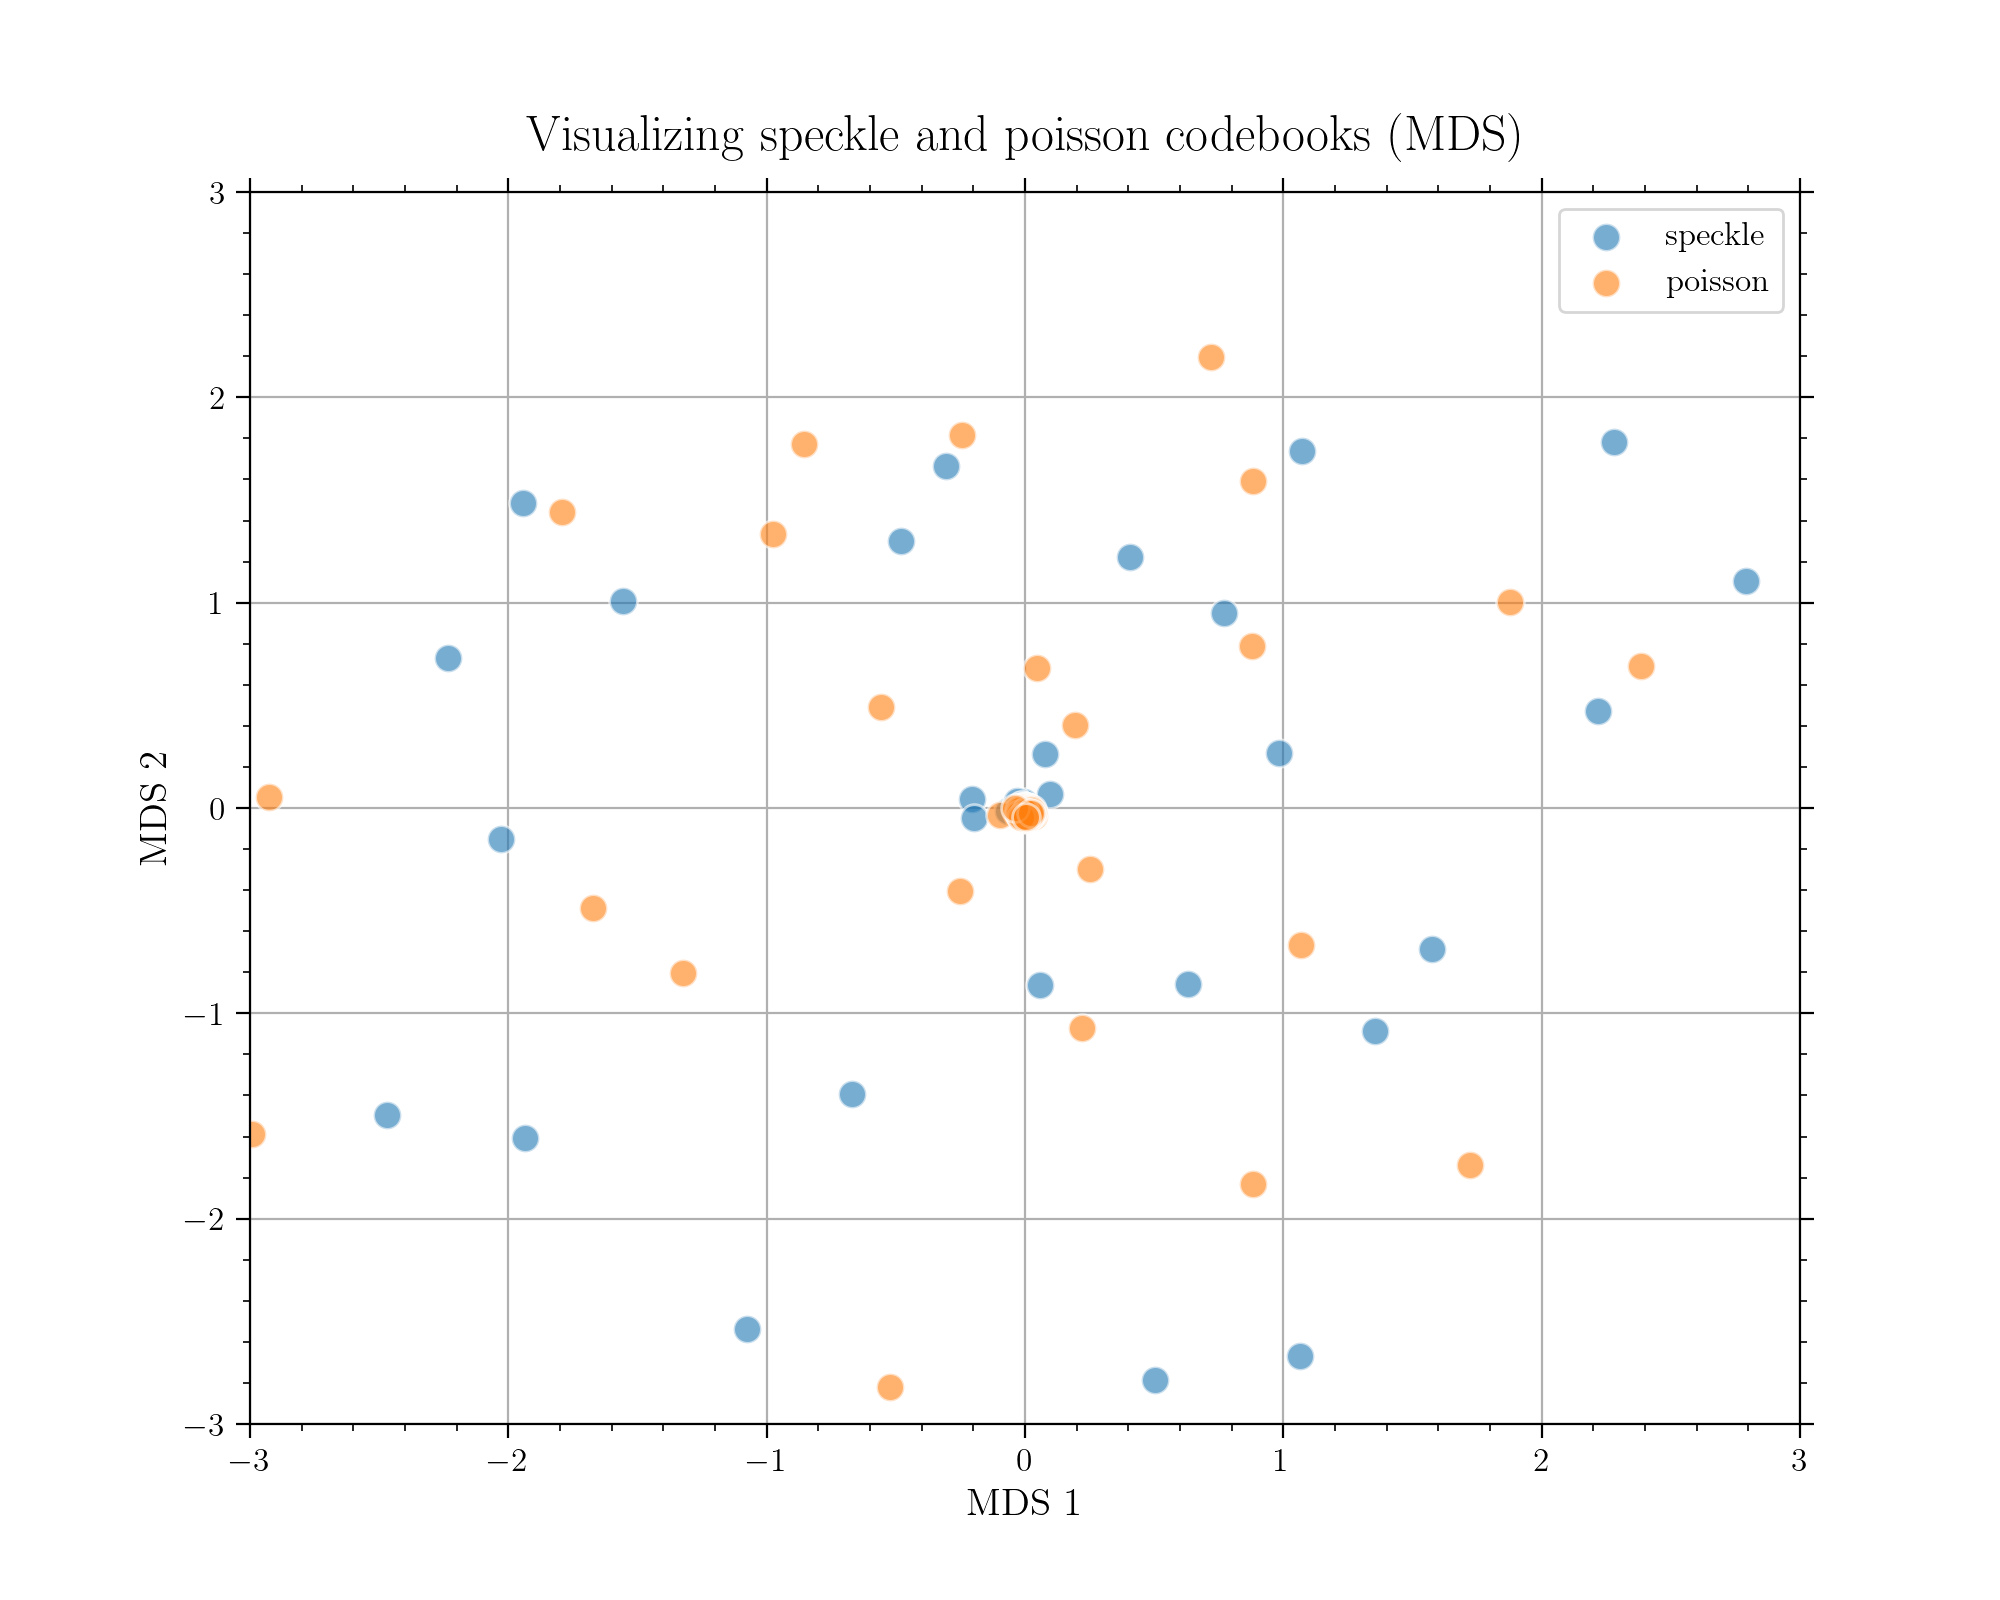 Visualizing speckle and poisson codebooks (MDS)
speckle
poisson
3
2
1
0
−1
−2
−3
MDS 2
−3 −2 −1 0 1 2 3
MDS 1